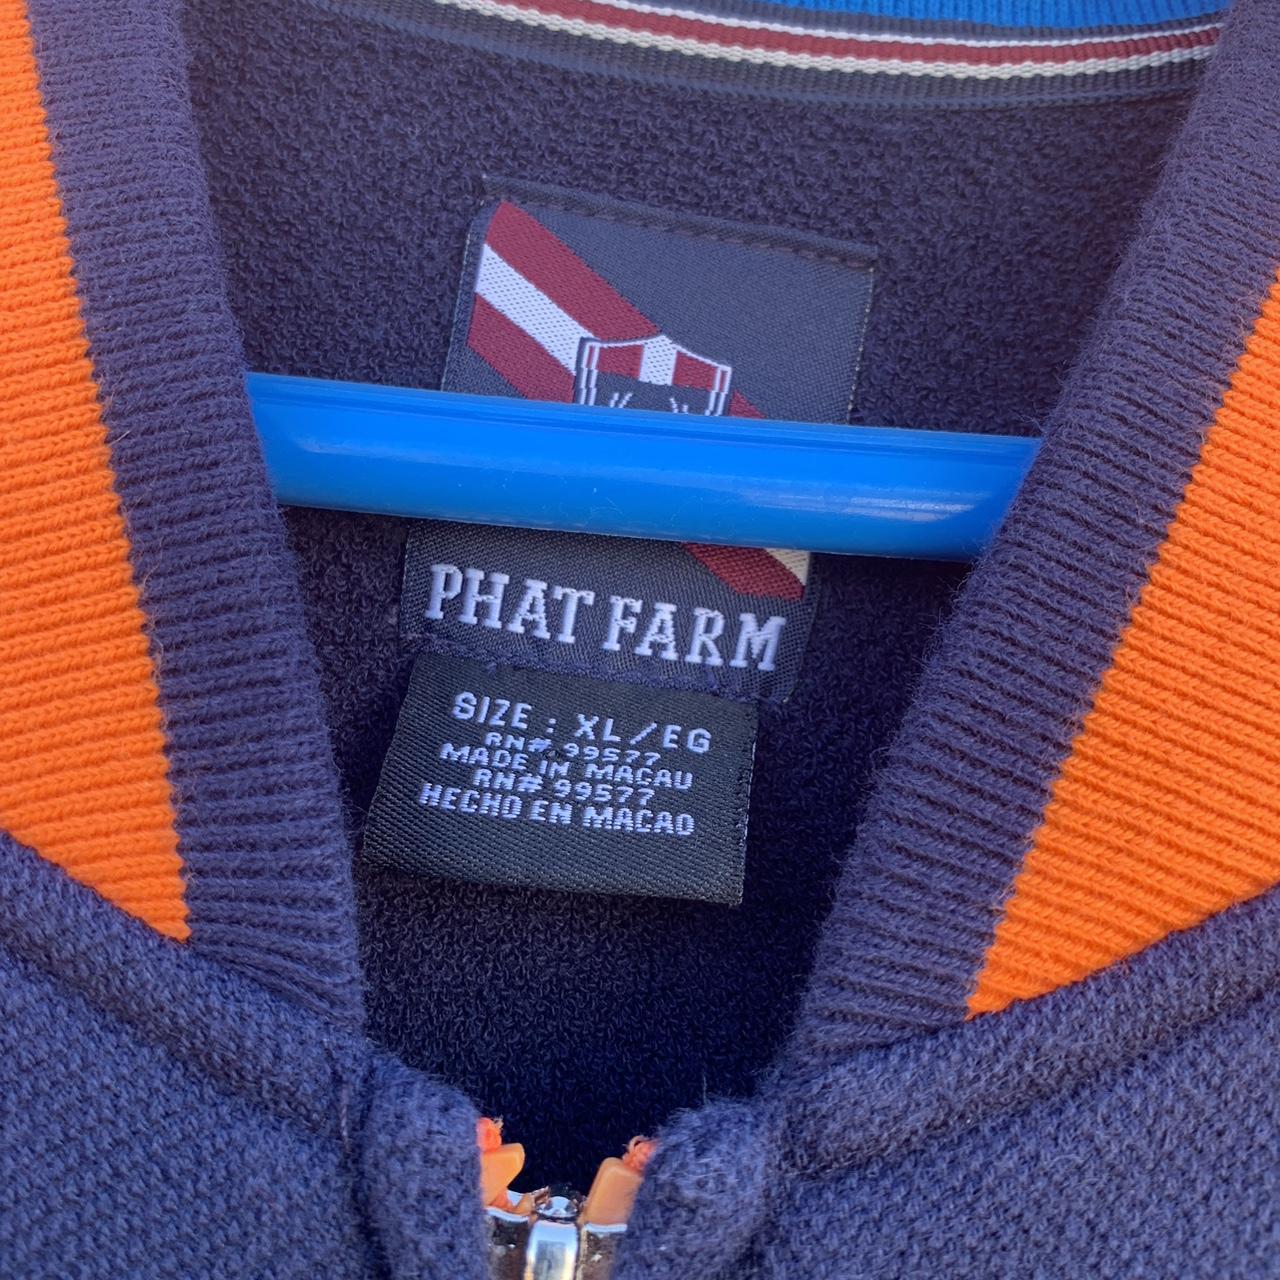 PHAT FARM
SIZE : XL/EG
RN# 99577
MADE IN MACAU
RN# 99577
HECHO EN MACAO